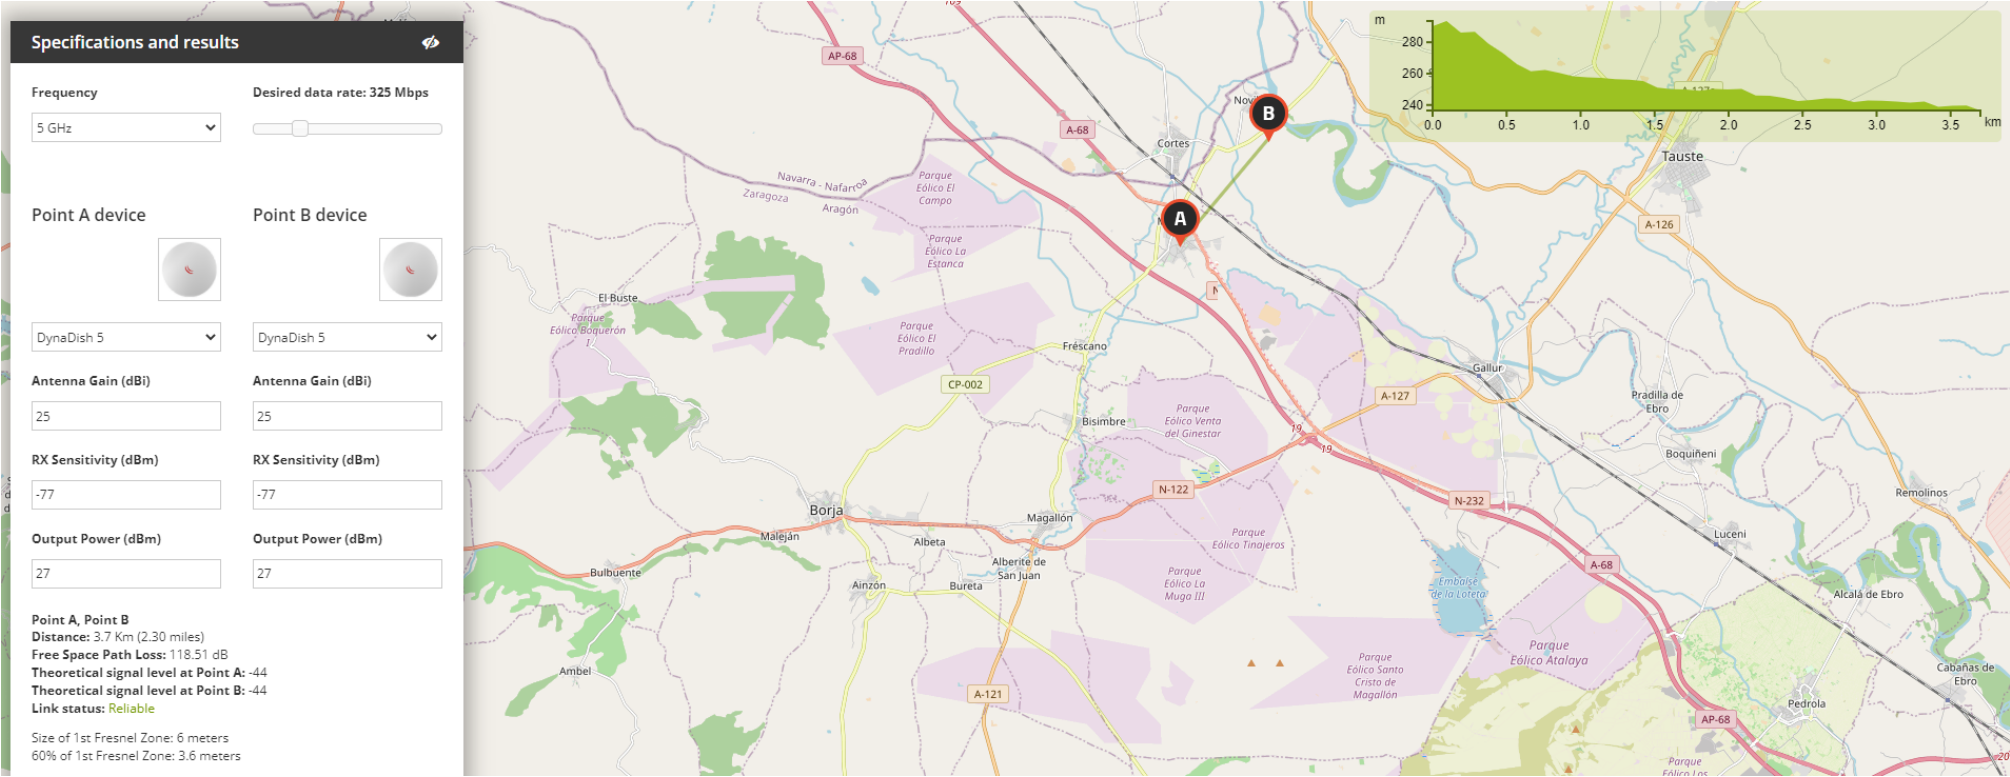 Specifications and results
Frequency
Desired data rate: 325 Mbps
5 GHz
Point A device
Point B device
DynaDish 5
DynaDish 5
Antenna Gain (dBi)
Antenna Gain (dBi)
25
25
RX Sensitivity (dBm)
RX Sensitivity (dBm)
-77
-77
Output Power (dBm)
Output Power (dBm)
27
27
Point A, Point B
Distance: 3.7 Km (2.30 miles)
Free Space Path Loss: 118.51 dB
Theoretical signal level at Point A: -44
Theoretical signal level at Point B: -44
Link status: Reliable
Size of 1st Fresnel Zone: 6 meters
60% of 1st Fresnel Zone: 3.6 meters
AP-68
A-68
Cortes
B
A
Navarra - Nafarroa
Zaragoza
Aragón
Parque
Eólico El
Campo
Parque
Eólico La
Estanca
El Buste
Parque
Eólico Boquerón
I
Parque
Eólico El
Pradillo
Fréscano
CP-002
Bisimbre
Parque
Eólico Venta
del Ginestar
N-122
Borja
Maleján
Albeta
Magallón
Alberite de
San Juan
Bulbuente
Ainzón
Bureta
Ambel
A-121
Parque
Eólico Tinajeros
Parque
Eólico La
Muga III
Parque
Eólico Santo
Cristo de
Magallón
Parque
Eólico Atalaya
Embalse
de la Loteta
19
19
N-232
A-68
AP-68
A-127
Gallur
Pradilla de
Ebro
Boquiñeni
Remolinos
Luceni
Alcalá de Ebro
Cabañas de
Ebro
Pedrola
Parque
Eólico Los
Tauste
A-126
m
280
260
240
0.0
0.5
1.0
1.5
2.0
2.5
3.0
3.5
km